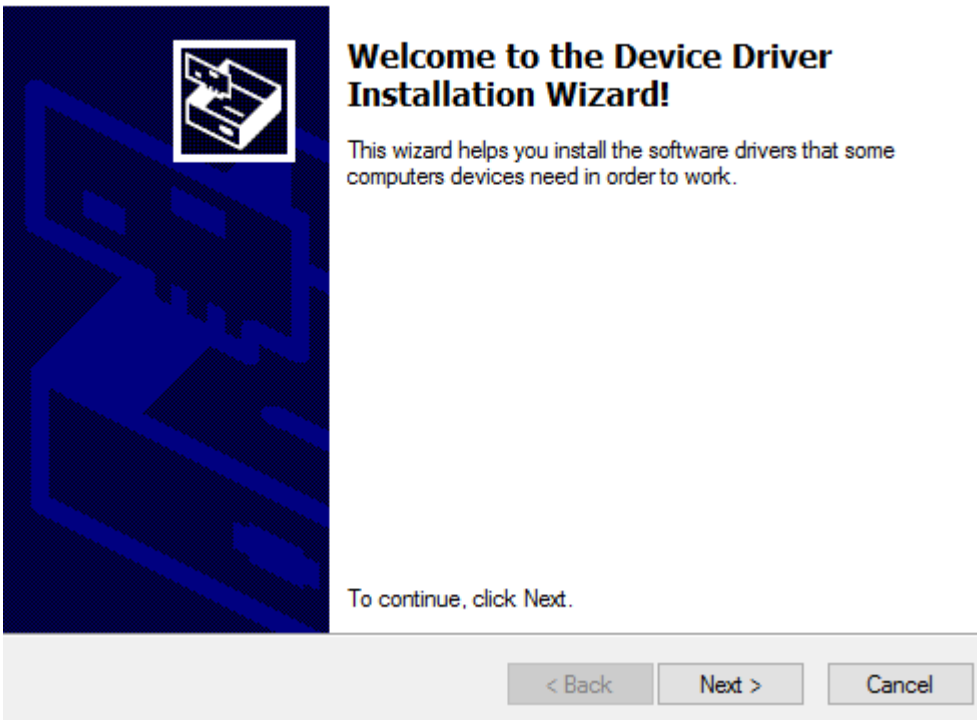 Welcome to the Device Driver
Installation Wizard!
This wizard helps you install the software drivers that some
computers devices need in order to work.
To continue, click Next.
< Back
Next >
Cancel